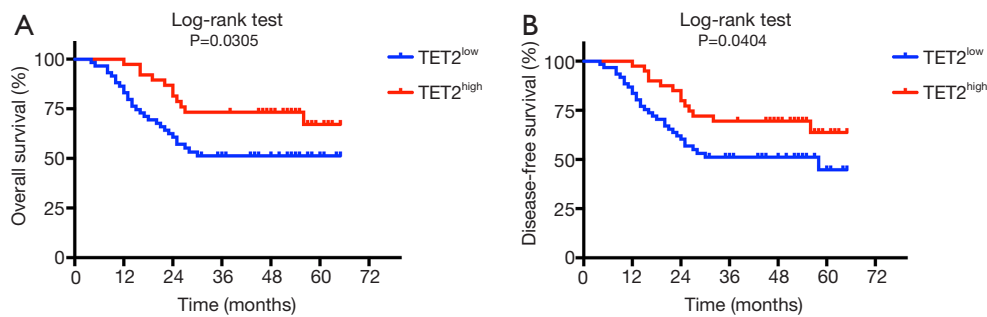 A
Log-rank test
P=0.0305
100
75
50
25
0
Overall survival (%)
0 12 24 36 48 60 72
Time (months)
TET2low
TET2high
B
Log-rank test
P=0.0404
100
75
50
25
0
Disease-free survival (%)
0 12 24 36 48 60 72
Time (months)
TET2low
TET2high